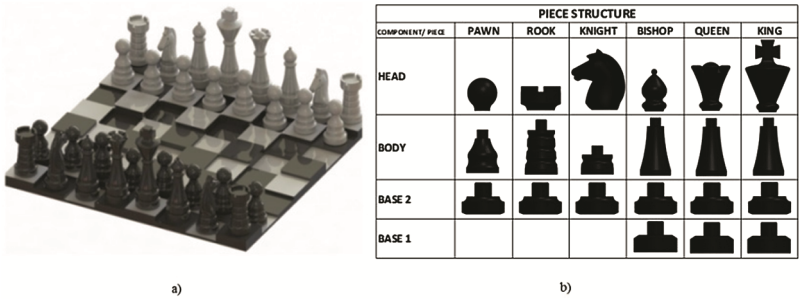 PIECE STRUCTURE
COMPONENT/ PIECE PAWN ROOK KNIGHT BISHOP QUEEN KING
HEAD
BODY
BASE 2
BASE 1
a) b)